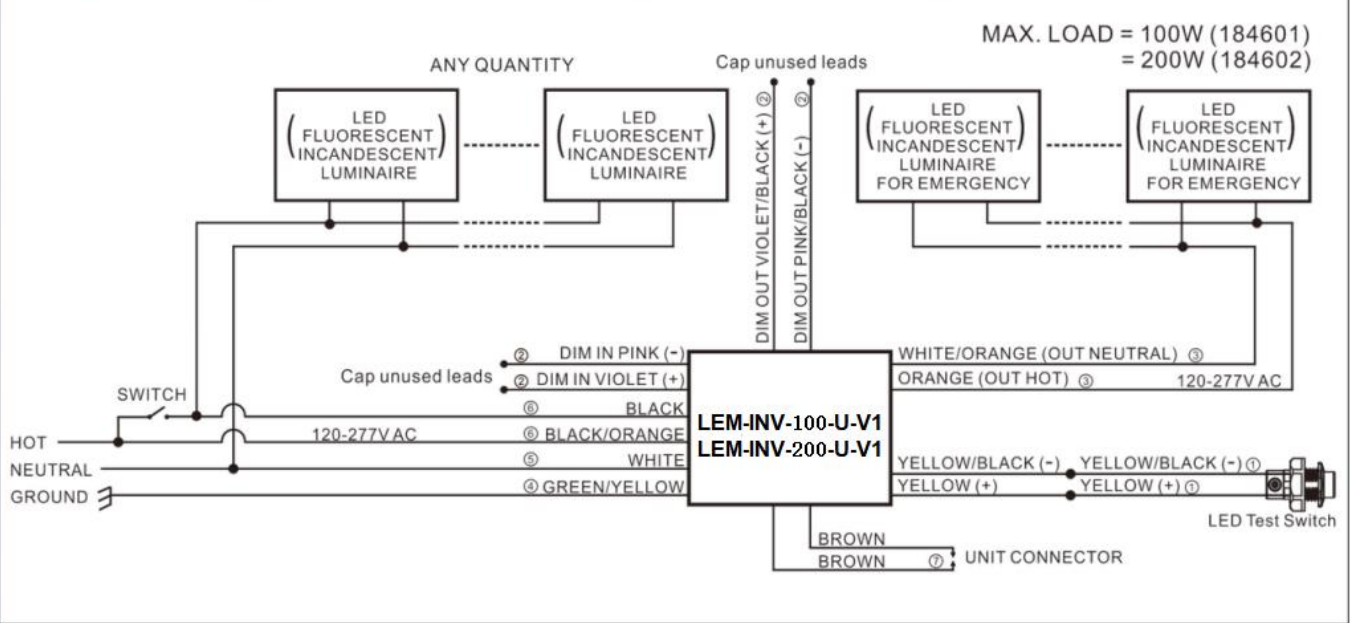 MAX. LOAD = 100W (184601)
= 200W (184602)
ANY QUANTITY
Cap unused leads
LED
FLUORESCENT
INCANDESCENT
LUMINAIRE
LED
FLUORESCENT
INCANDESCENT
LUMINAIRE
DIM OUT VIOLET/BLACK (+) ②
DIM OUT PINK/BLACK (-) ②
LED
FLUORESCENT
INCANDESCENT
LUMINAIRE
FOR EMERGENCY
LED
FLUORESCENT
INCANDESCENT
LUMINAIRE
FOR EMERGENCY
② DIM IN PINK (-)
Cap unused leads
② DIM IN VIOLET (+)
SWITCH
⑥ BLACK
HOT
120-277V AC
⑥ BLACK/ORANGE
NEUTRAL
⑤ WHITE
GROUND
④ GREEN/YELLOW
LEM-INV-100-U-V1
LEM-INV-200-U-V1
WHITE/ORANGE (OUT NEUTRAL) ③
ORANGE (OUT HOT) ③
120-277V AC
YELLOW/BLACK (-)
YELLOW/BLACK (-) ①
YELLOW (+)
YELLOW (+) ①
LED Test Switch
BROWN
BROWN
⑦ UNIT CONNECTOR